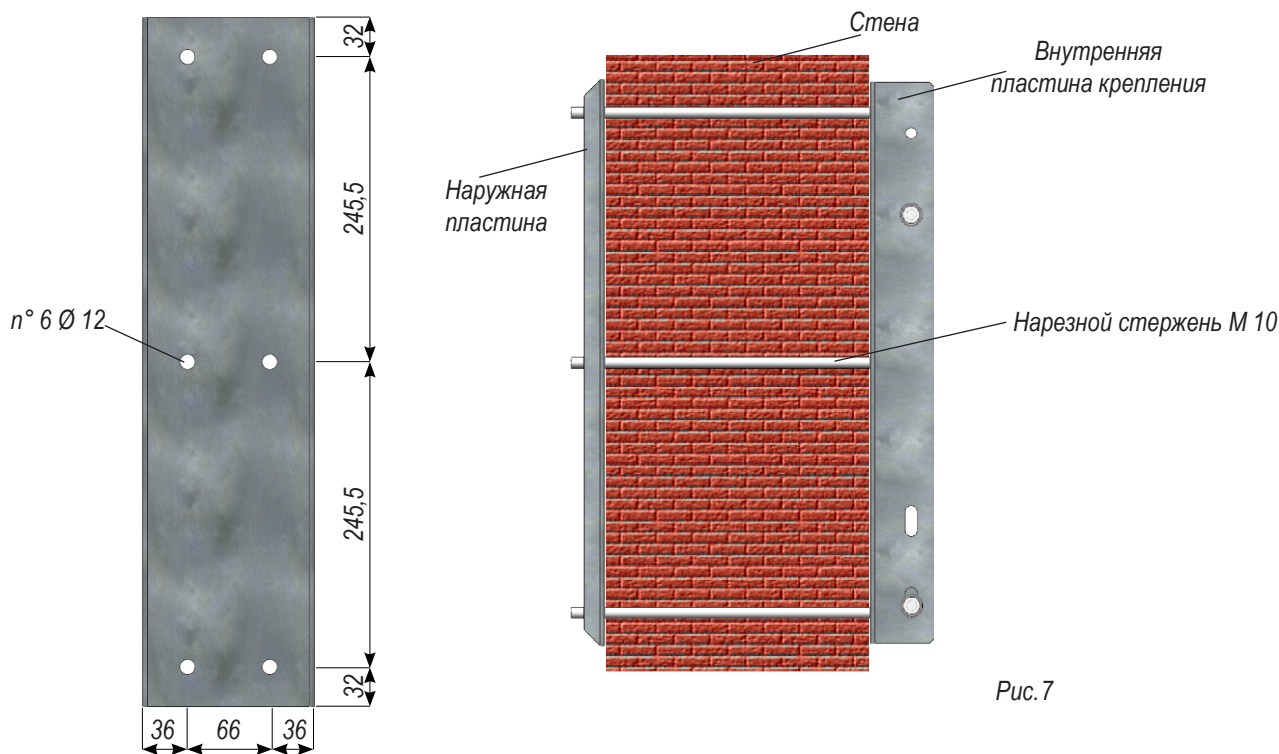 32
245,5
n° 6 Ø 12
245,5
32
36
66
36
Стена
Внутренняя
пластина крепления
Наружная
пластина
Нарезной стержень М 10
Рис.7